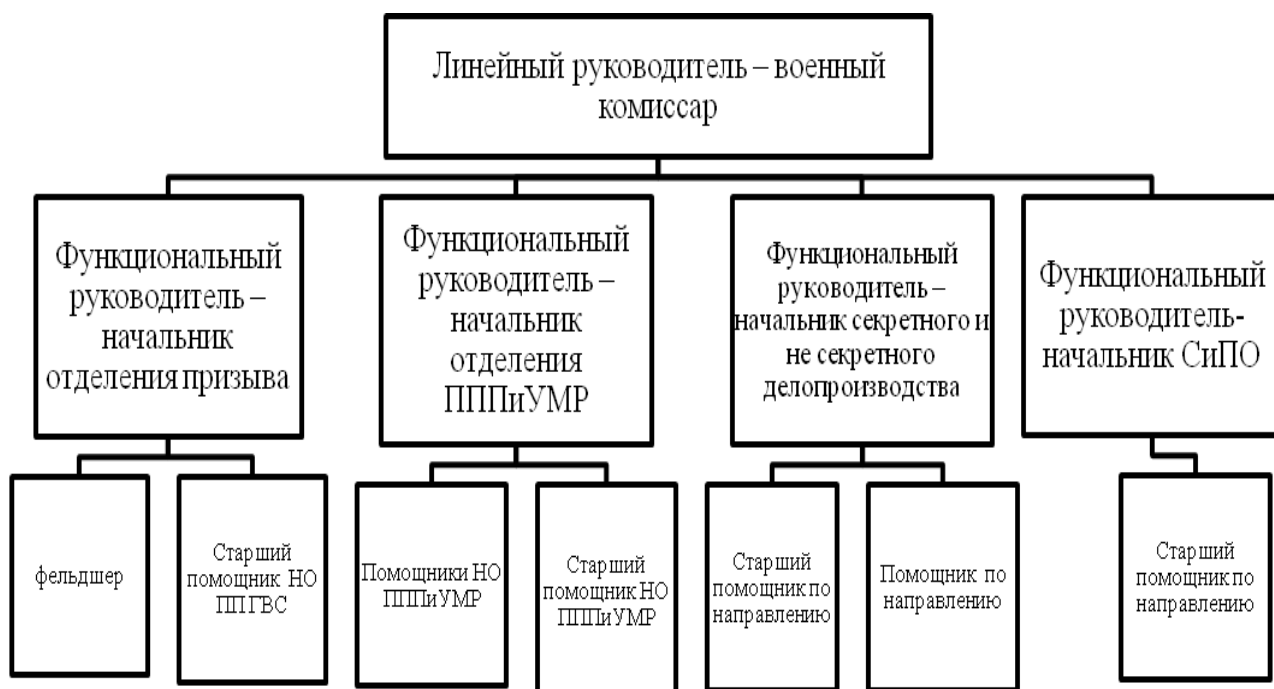 Линейный руководитель – военный
комиссар
Функциональный
руководитель –
начальник
отделения призыва
Функциональный
руководитель –
начальник
отделения
ПППиУМР
Функциональный
руководитель –
начальник секретного и
не секретного
делопроизводства
Функциональный
руководитель-
начальник СиПО
фельдшер
Старший
помощник НО
ППГВС
Помощники НО
ПППиУМР
Старший
помощник НО
ПППиУМР
Старший
помощник по
направлению
Помощник по
направлению
Старший
помощник по
направлению